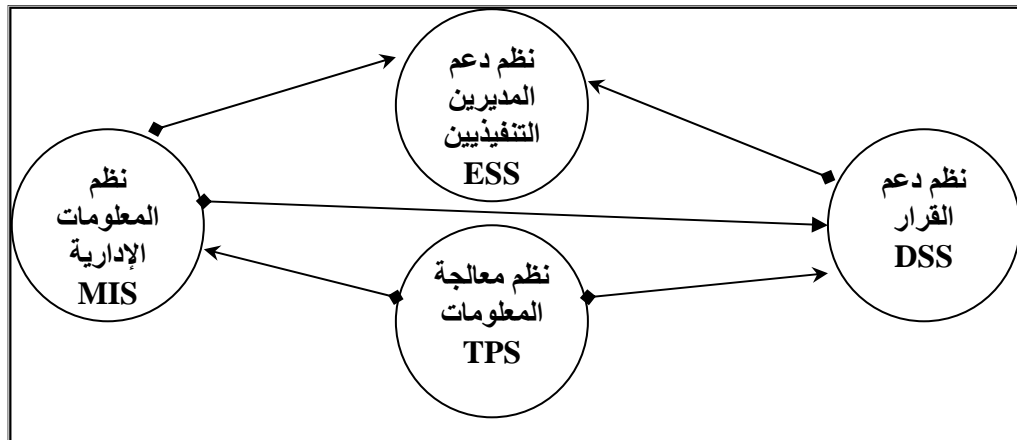 نظم دعم
المديرين
التنفيذيين
ESS
نظم
المعلومات
الإدارية
MIS
نظم دعم
القرار
DSS
نظم معالجة
المعلومات
TPS